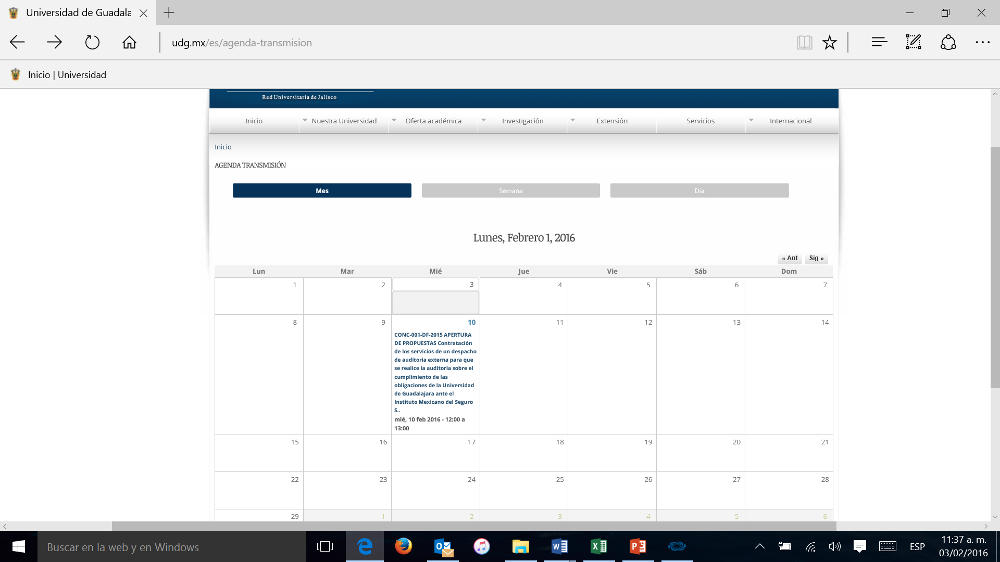 Universidad de Guadala
udg.mx/es/agenda-transmision
Inicio | Universidad
Red Universitaria de Jalisco
Inicio Nuestra Universidad Oferta académica Investigación Extensión Servicios Internacional
Inicio
AGENDA TRANSMISIÓN
Mes Semana Dia
Lunes, Febrero 1, 2016
« Ant Sig »
Lun Mar Mié Jue Vie Sáb Dom
1 2 3 4 5 6 7
8 9 10 11 12 13 14
CONC-001-DF-2015 APERTURA
DE PROPUESTAS Contratación
de los servicios de un despacho
de auditoria externa para que
se realice la auditoria sobre el
cumplimiento de las
obligaciones de la Universidad
de Guadalajara ante el
Instituto Mexicano del Seguro
S..
mié, 10 feb 2016 - 12:00 a
13:00
15 16 17 18 19 20 21
22 23 24 25 26 27 28
29 1 2 3 4 5 6
Buscar en la web y en Windows
ESP
11:37 a. m.
03/02/2016